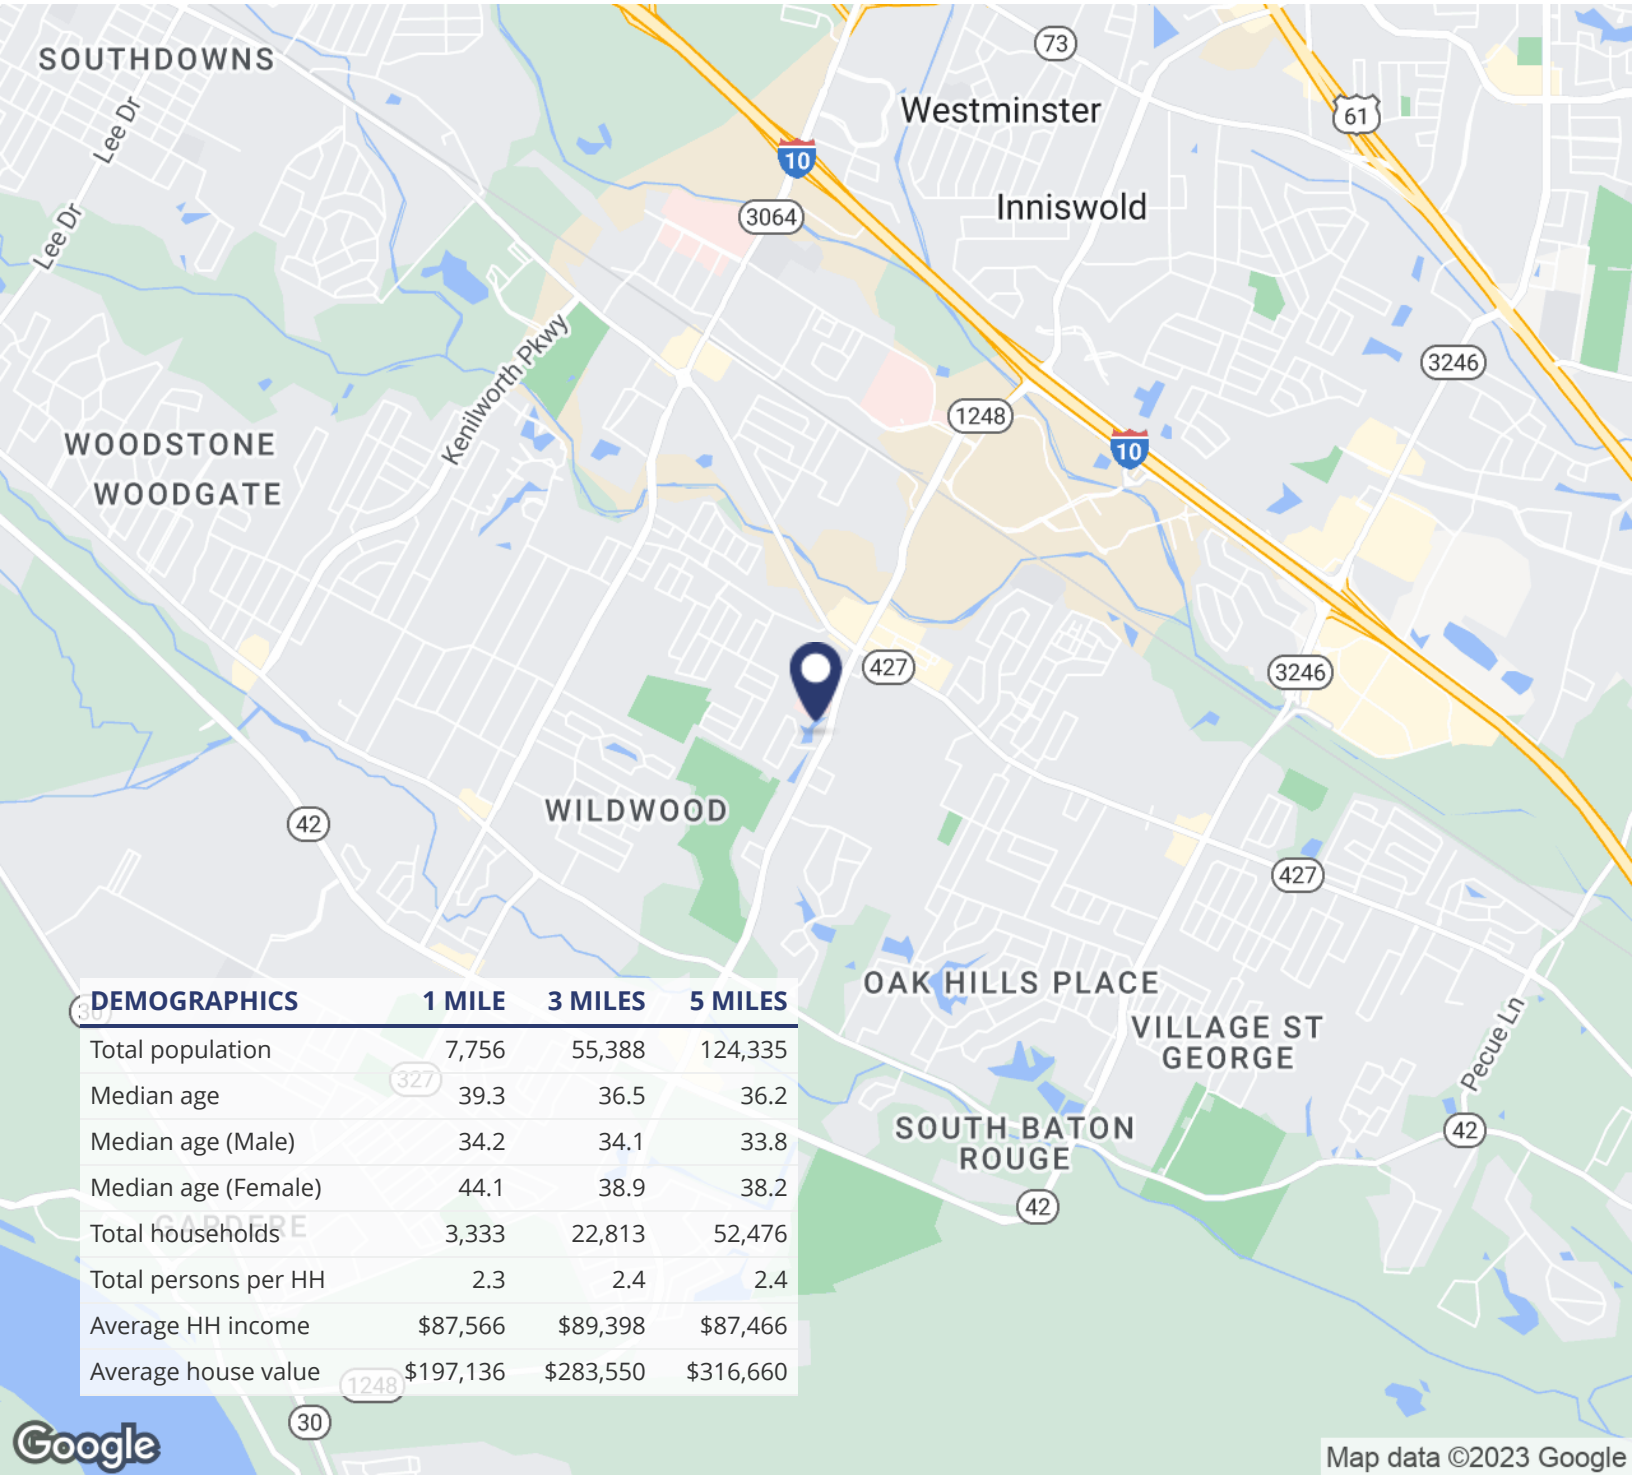 SOUTHDOWNS
73
Westminster
61
Lee Dr
10
Inniswold
3064
Lee Dr
Kenilworth Pkwy
3246
1248
WOODSTONE
10
WOODGATE
427
3246
WILDWOOD
42
427
OAK HILLS PLACE
VILLAGE ST
GEORGE
Pecue Ln
SOUTH BATON
ROUGE
42
42
30
DEMOGRAPHICS 1 MILE 3 MILES 5 MILES
Total population 7,756 55,388 124,335
327
Median age 39.3 36.5 36.2
Median age (Male) 34.2 34.1 33.8
Median age (Female) 44.1 38.9 38.2
GARDERE
Total households 3,333 22,813 52,476
Total persons per HH 2.3 2.4 2.4
Average HH income $87,566 $89,398 $87,466
Average house value $197,136 $283,550 $316,660
1248
30
Google
Map data ©2023 Google